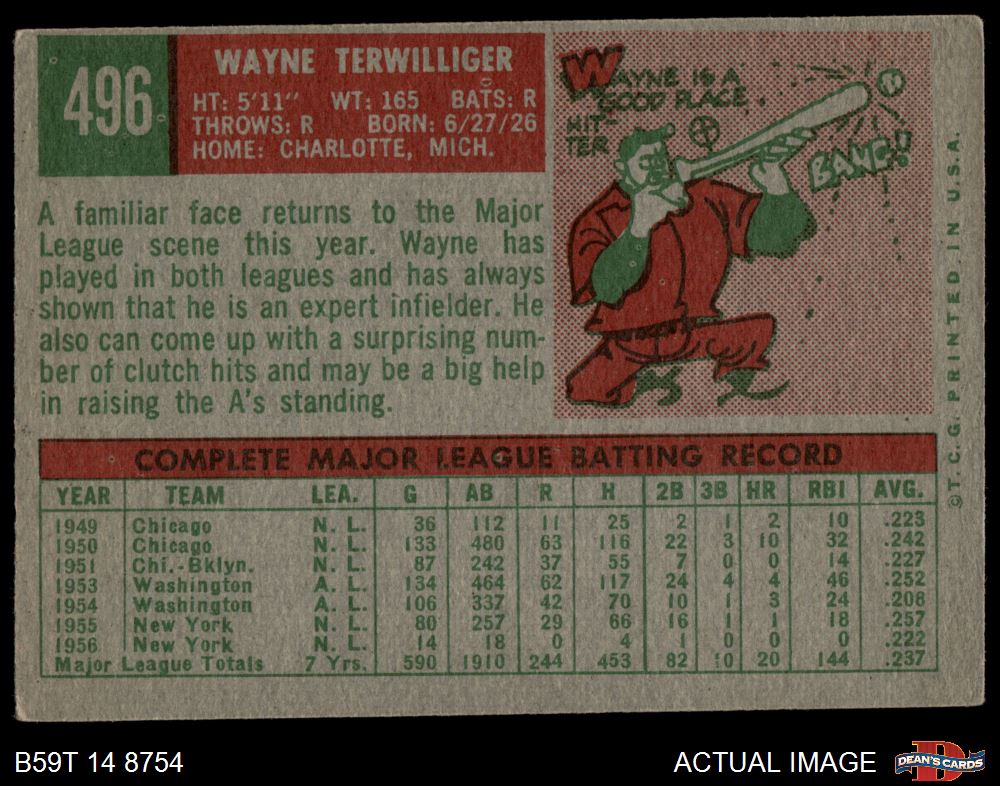 496
WAYNE TERWILLIGER
HT: 5'11" WT: 165 BATS: R
THROWS: R BORN: 6/27/26
HOME: CHARLOTTE, MICH.
A familiar face returns to the Major
League scene this year. Wayne has
played in both leagues and has always
shown that he is an expert infielder. He
also can come up with a surprising num-
ber of clutch hits and may be a big help
in raising the A's standing.
WAYNE IS A
GOOD PLACE
HIT-
TER
BANG!!
©T.C.G. PRINTED IN U.S.A.
COMPLETE MAJOR LEAGUE BATTING RECORD
YEAR TEAM LEA. G AB R H 2B 3B HR RBI AVG.
1949 Chicago N. L. 36 112 11 25 2 1 2 10 .223
1950 Chicago N. L. 133 480 63 116 22 3 10 32 .242
1951 Chi.-Bklyn. N. L. 87 242 37 55 7 0 0 14 .227
1953 Washington A. L. 134 464 62 117 24 4 4 46 .252
1954 Washington A. L. 106 337 42 70 10 1 3 24 .208
1955 New York N. L. 80 257 29 66 16 1 1 18 .257
1956 New York N. L. 14 18 0 4 1 0 0 0 .222
Major League Totals 7 Yrs. 590 1910 244 453 82 10 20 144 .237
B59T 14 8754
ACTUAL IMAGE
D
DEAN'S CARDS